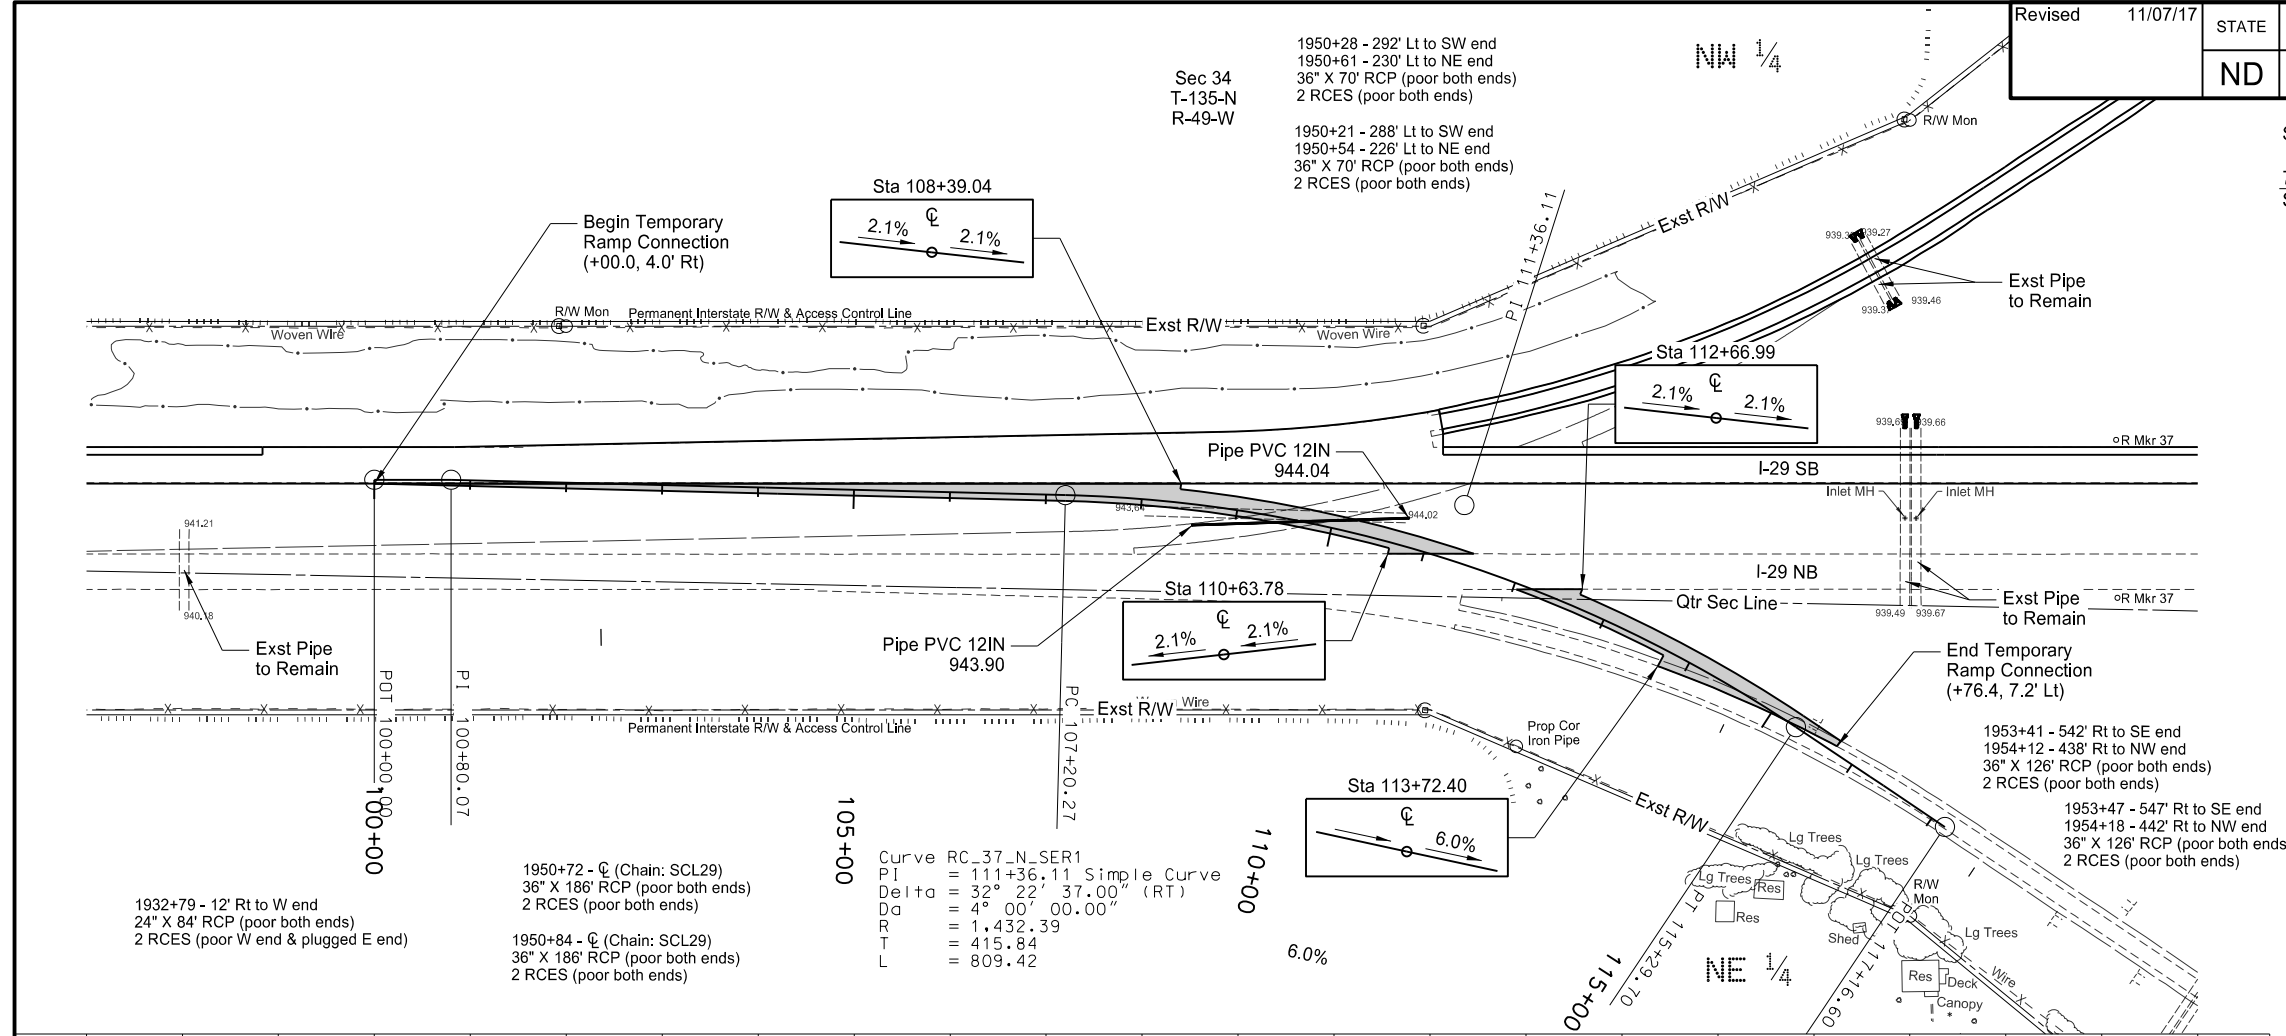 Revised 11/07/17
STATE
ND
NW 1/4
Sec 34
T-135-N
R-49-W
1950+28 - 292' Lt to SW end
1950+61 - 230' Lt to NE end
36" X 70' RCP (poor both ends)
2 RCES (poor both ends)
1950+21 - 288' Lt to SW end
1950+54 - 226' Lt to NE end
36" X 70' RCP (poor both ends)
2 RCES (poor both ends)
R/W Mon
Sta 108+39.04
℄
2.1% 2.1%
Begin Temporary
Ramp Connection
(+00.0, 4.0' Rt)
Exst R/W
PI 111+36.11
939.27
Exst Pipe
to Remain
939.46
R/W Mon
Permanent Interstate R/W & Access Control Line
Woven Wire
Exst R/W
Woven Wire
Sta 112+66.99
℄
2.1% 2.1%
939.66
R Mkr 37
Pipe PVC 12IN
944.04
I-29 SB
Inlet MH
Inlet MH
944.02
941.21
I-29 NB
Sta 110+63.78
℄
2.1% 2.1%
Qtr Sec Line
R Mkr 37
939.49
939.67
Exst Pipe
to Remain
940.18
Exst Pipe
to Remain
Pipe PVC 12IN
943.90
End Temporary
Ramp Connection
(+76.4, 7.2' Lt)
POT 100+00.00
PI 100+80.07
PC 107+20.27
Exst R/W
Wire
Permanent Interstate R/W & Access Control Line
Prop Cor
Iron Pipe
1953+41 - 542' Rt to SE end
1954+12 - 438' Rt to NW end
36" X 126' RCP (poor both ends)
2 RCES (poor both ends)
1953+47 - 547' Rt to SE end
1954+18 - 442' Rt to NW end
36" X 126' RCP (poor both ends)
2 RCES (poor both ends)
Sta 113+72.40
℄
6.0%
Exst R/W
100+00
105+00
110+00
115+00
Lg Trees
Lg Trees
Lg Trees
Res
Res
R/W
Mon
Shed
Lg Trees
PT 115+29.70
POT 117+16.60
Curve RC_37_N_SER1
PI = 111+36.11 Simple Curve
Delta = 32° 22' 37.00" (RT)
Da = 4° 00' 00.00"
R = 1,432.39
T = 415.84
L = 809.42
6.0%
1932+79 - 12' Rt to W end
24" X 84' RCP (poor both ends)
2 RCES (poor W end & plugged E end)
1950+72 - ℄ (Chain: SCL29)
36" X 186' RCP (poor both ends)
2 RCES (poor both ends)
1950+84 - ℄ (Chain: SCL29)
36" X 186' RCP (poor both ends)
2 RCES (poor both ends)
NE 1/4
Res
Deck
Canopy
Wire